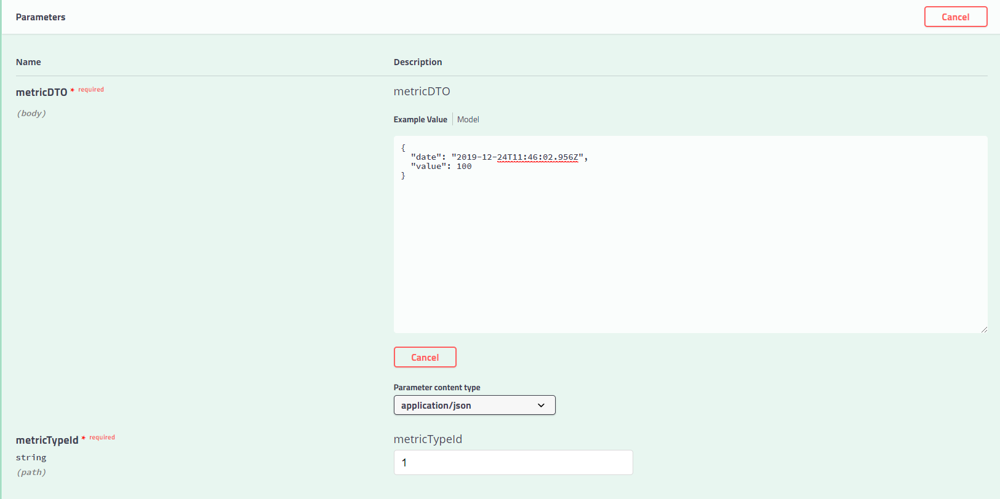 Parameters
Cancel
Name
Description
metricDTO * required
(body)
metricDTO
Example Value
Model
{
"date": "2019-12-24T11:46:02.956Z",
"value": 100
}
Cancel
Parameter content type
application/json
metricTypeId * required
string
(path)
metricTypeId
1